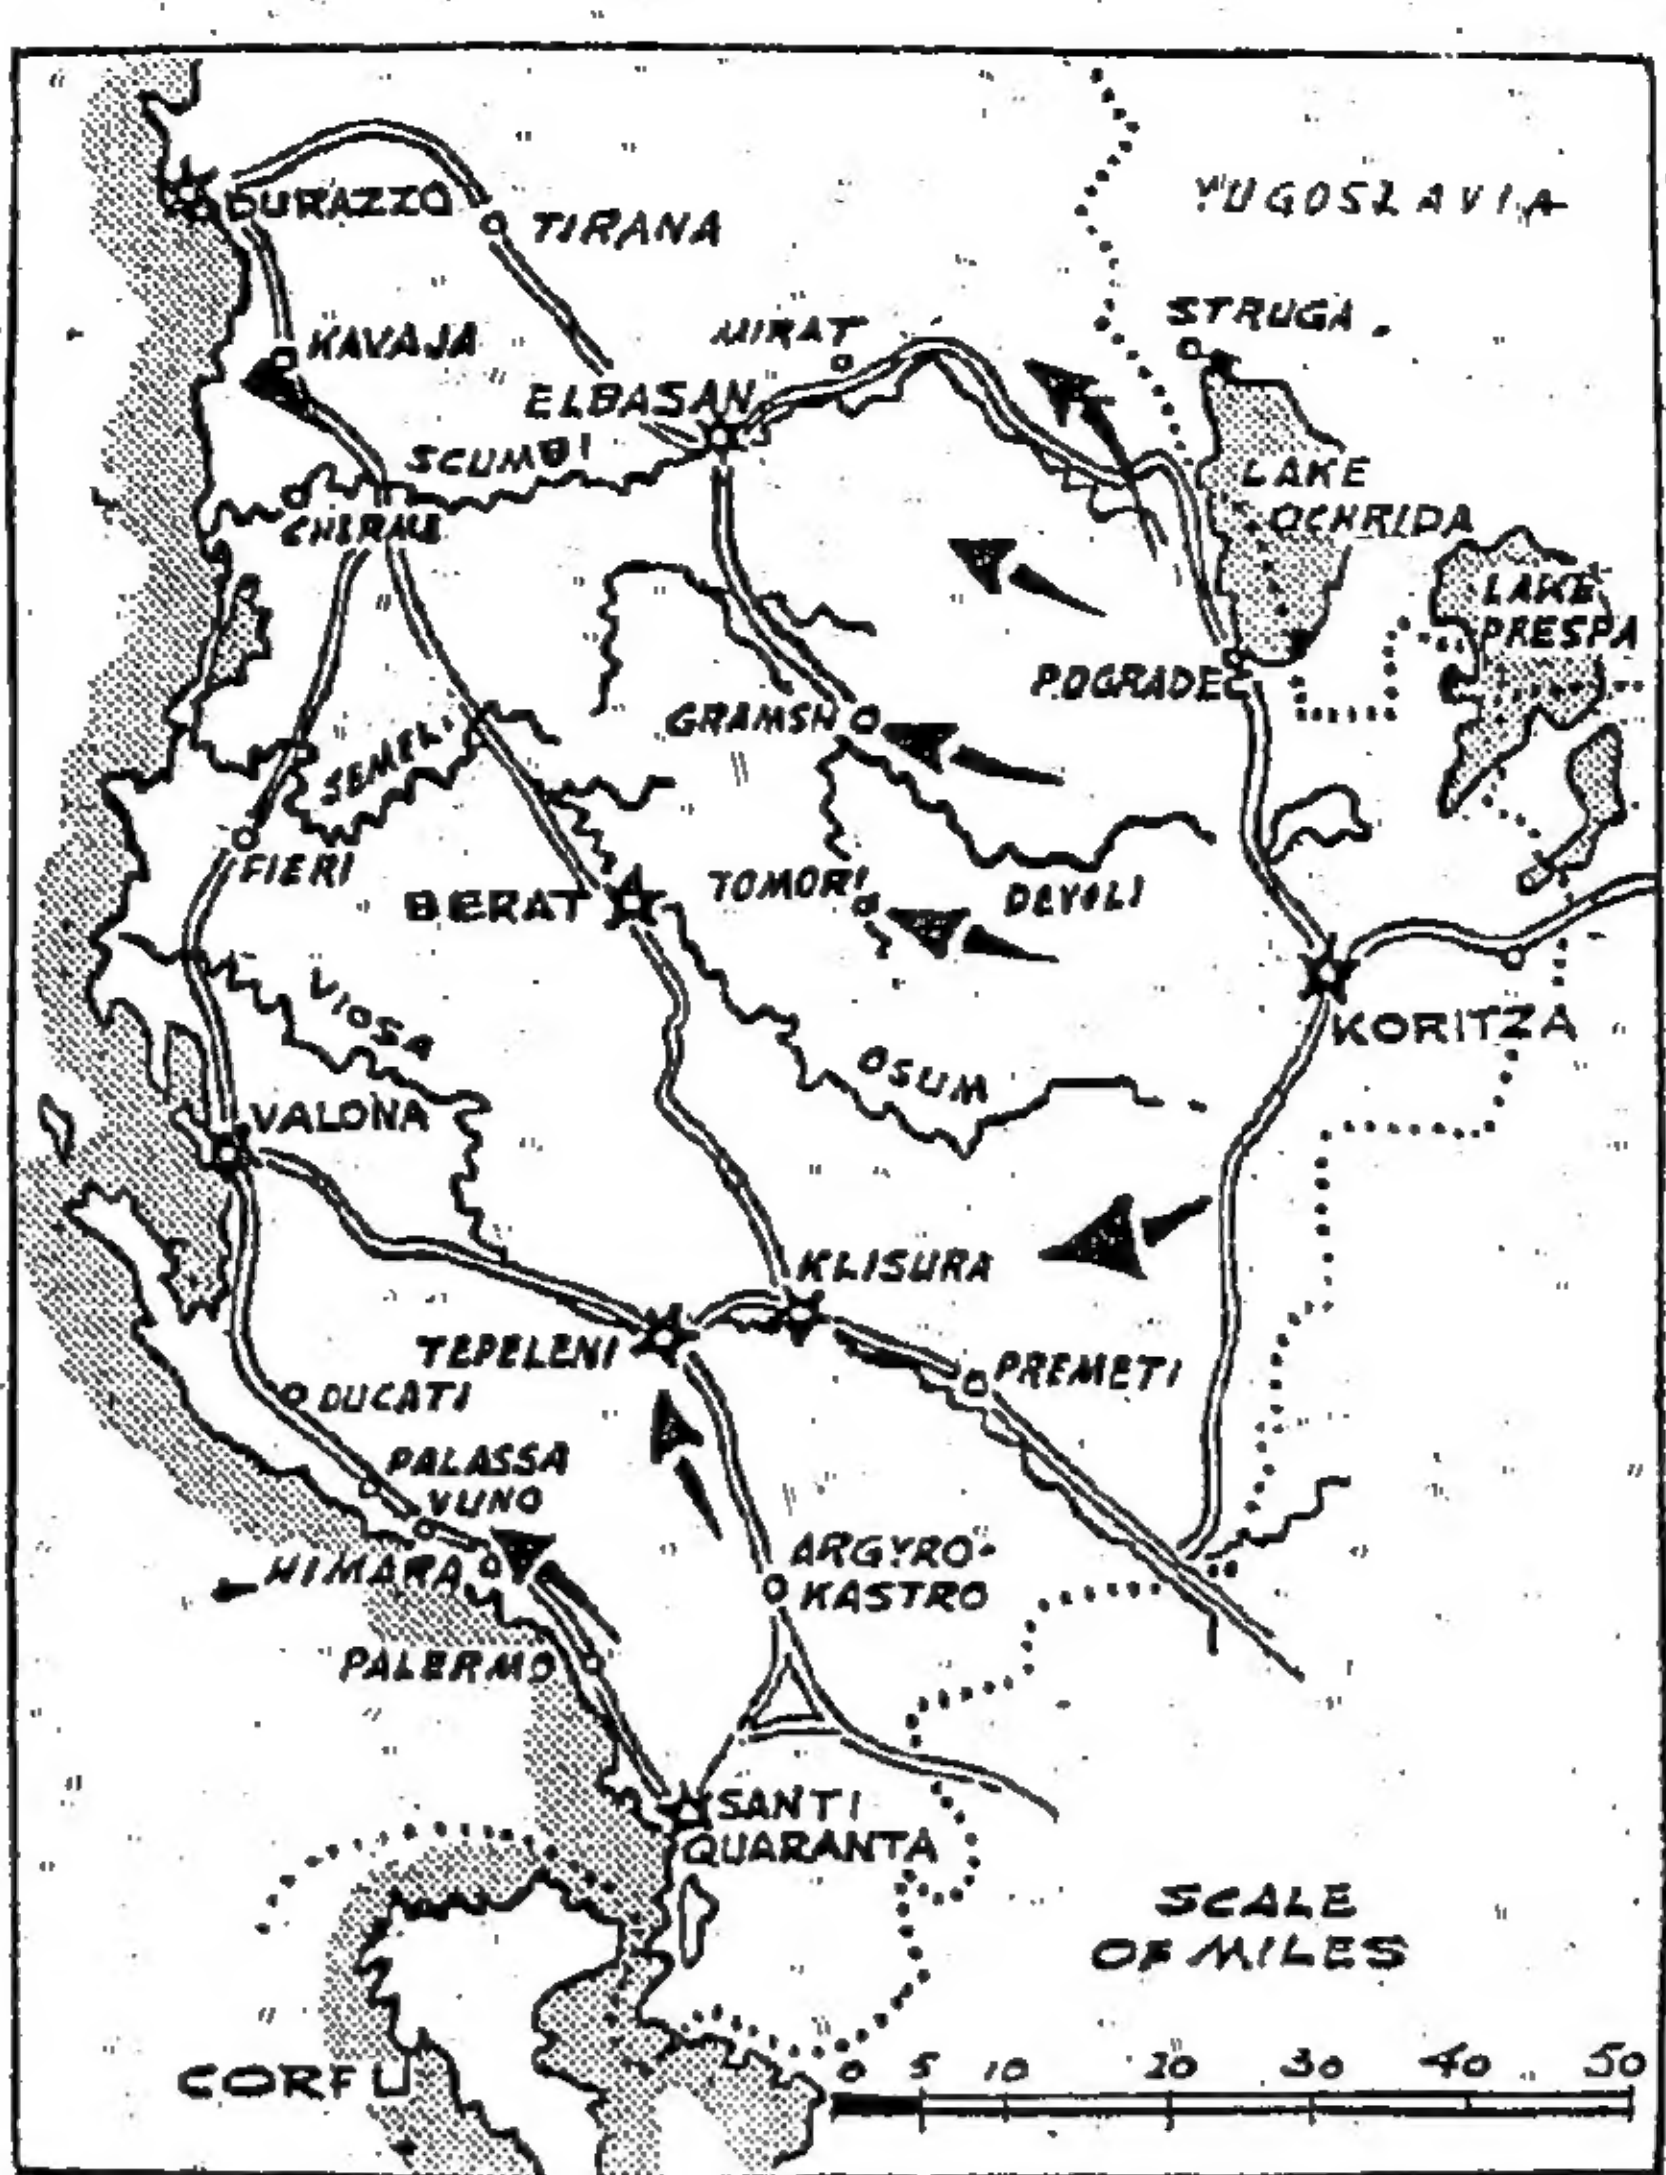 DURAZZO
TIRANA
YUGOSLAVIA
STRUGA
KAVAJA
MIRAT
ELBASAN
SCUMBI
LAKE
OCHRIDA
LAKE
PRESPA
POGRADEC
GRAMSH
SEMELI
FIERI
BERAT
TOMORI
DEVOLI
KORITZA
VIOSA
OSUM
VALONA
KLISURA
TEPELENI
PREMETI
DUCATI
PALASSA
VUNO
HIMARA
ARGYRO-
KASTRO
PALERMO
SANTI
QUARANTA
SCALE
OF MILES
CORFU
0 5 10 20 30 40 50